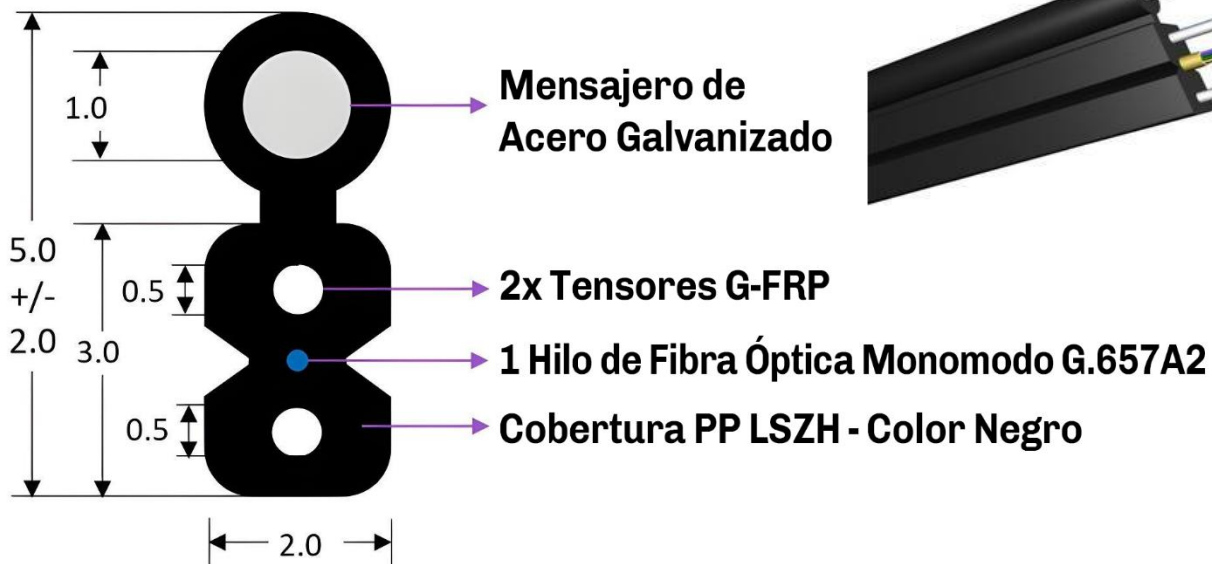 1.0
Mensajero de
Acero Galvanizado
5.0
+/-
2.0
3.0
0.5
2x Tensores G-FRP
1 Hilo de Fibra Óptica Monomodo G.657A2
0.5
Cobertura PP LSZH - Color Negro
2.0